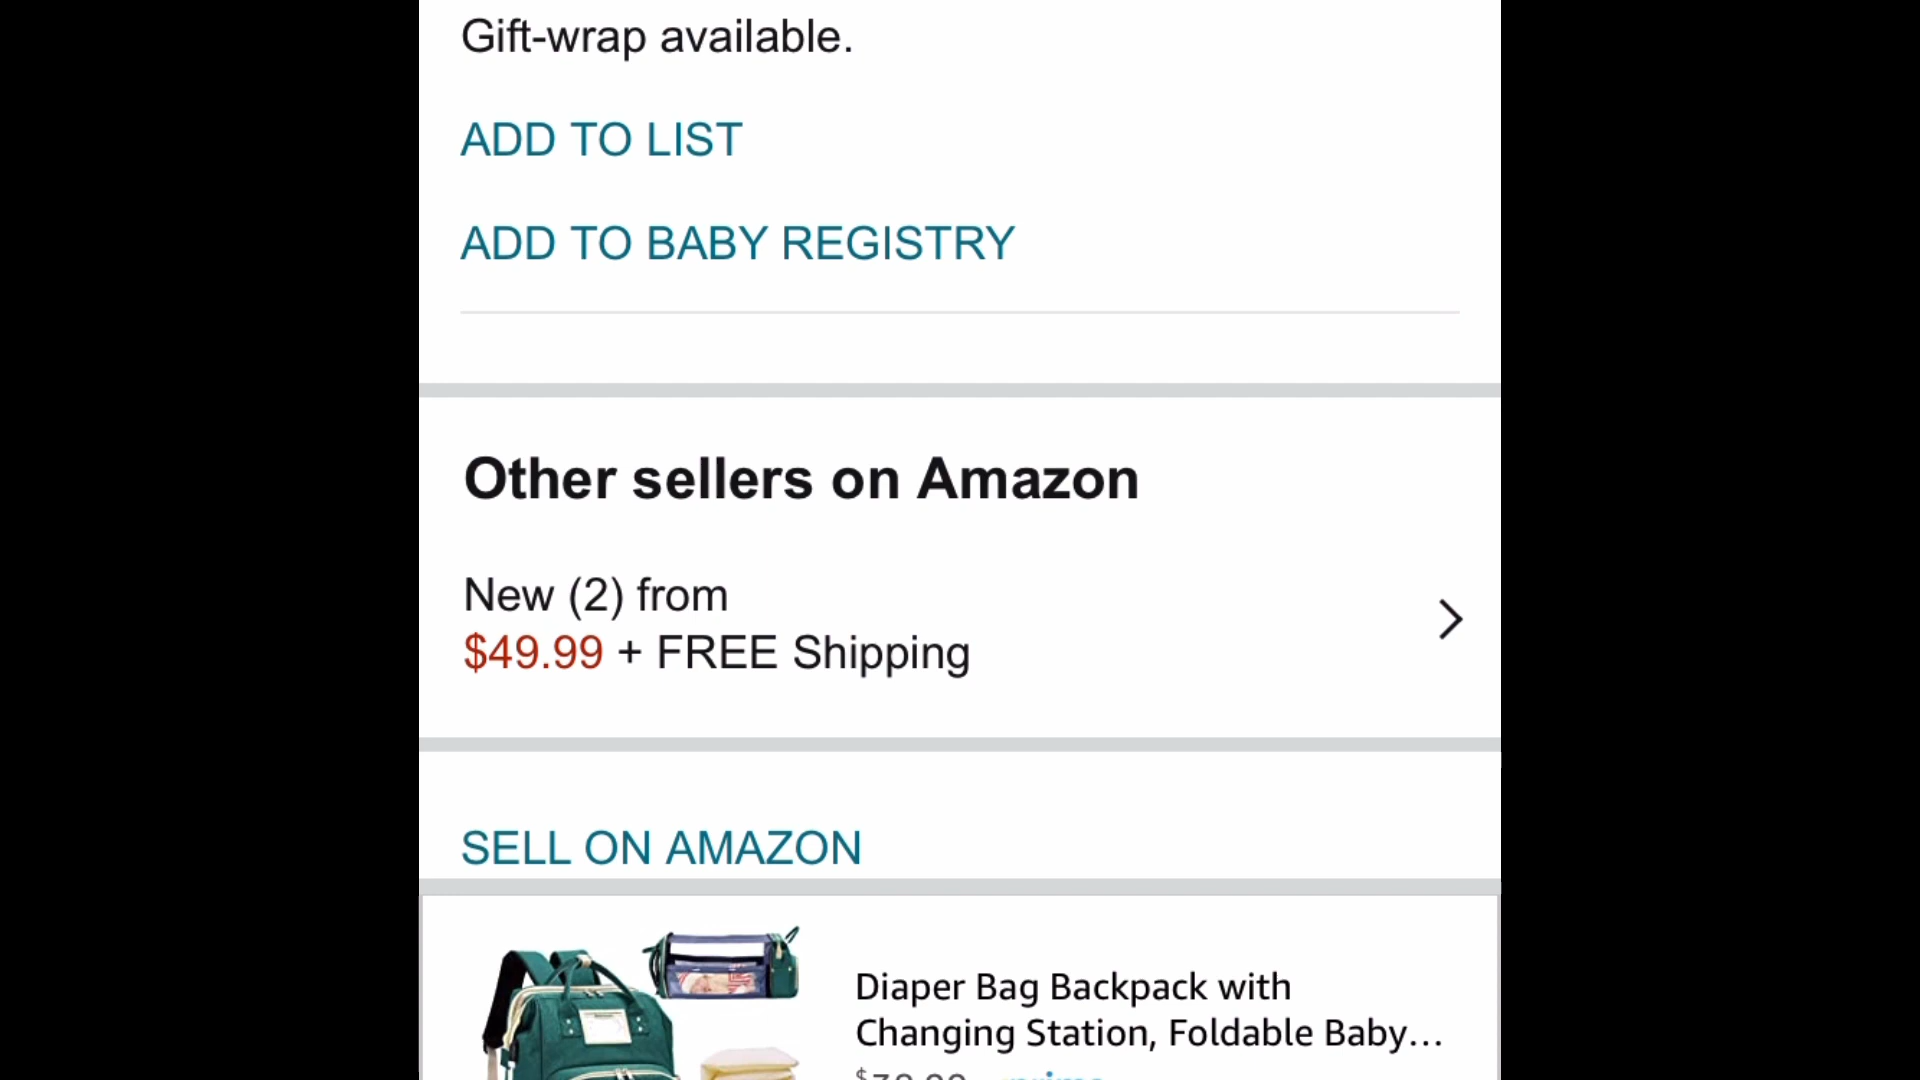 Gift-wrap available.
ADD TO LIST
ADD TO BABY REGISTRY
Other sellers on Amazon
New (2) from
$49.99 + FREE Shipping
SELL ON AMAZON
Diaper Bag Backpack with
Changing Station, Foldable Baby...
prime